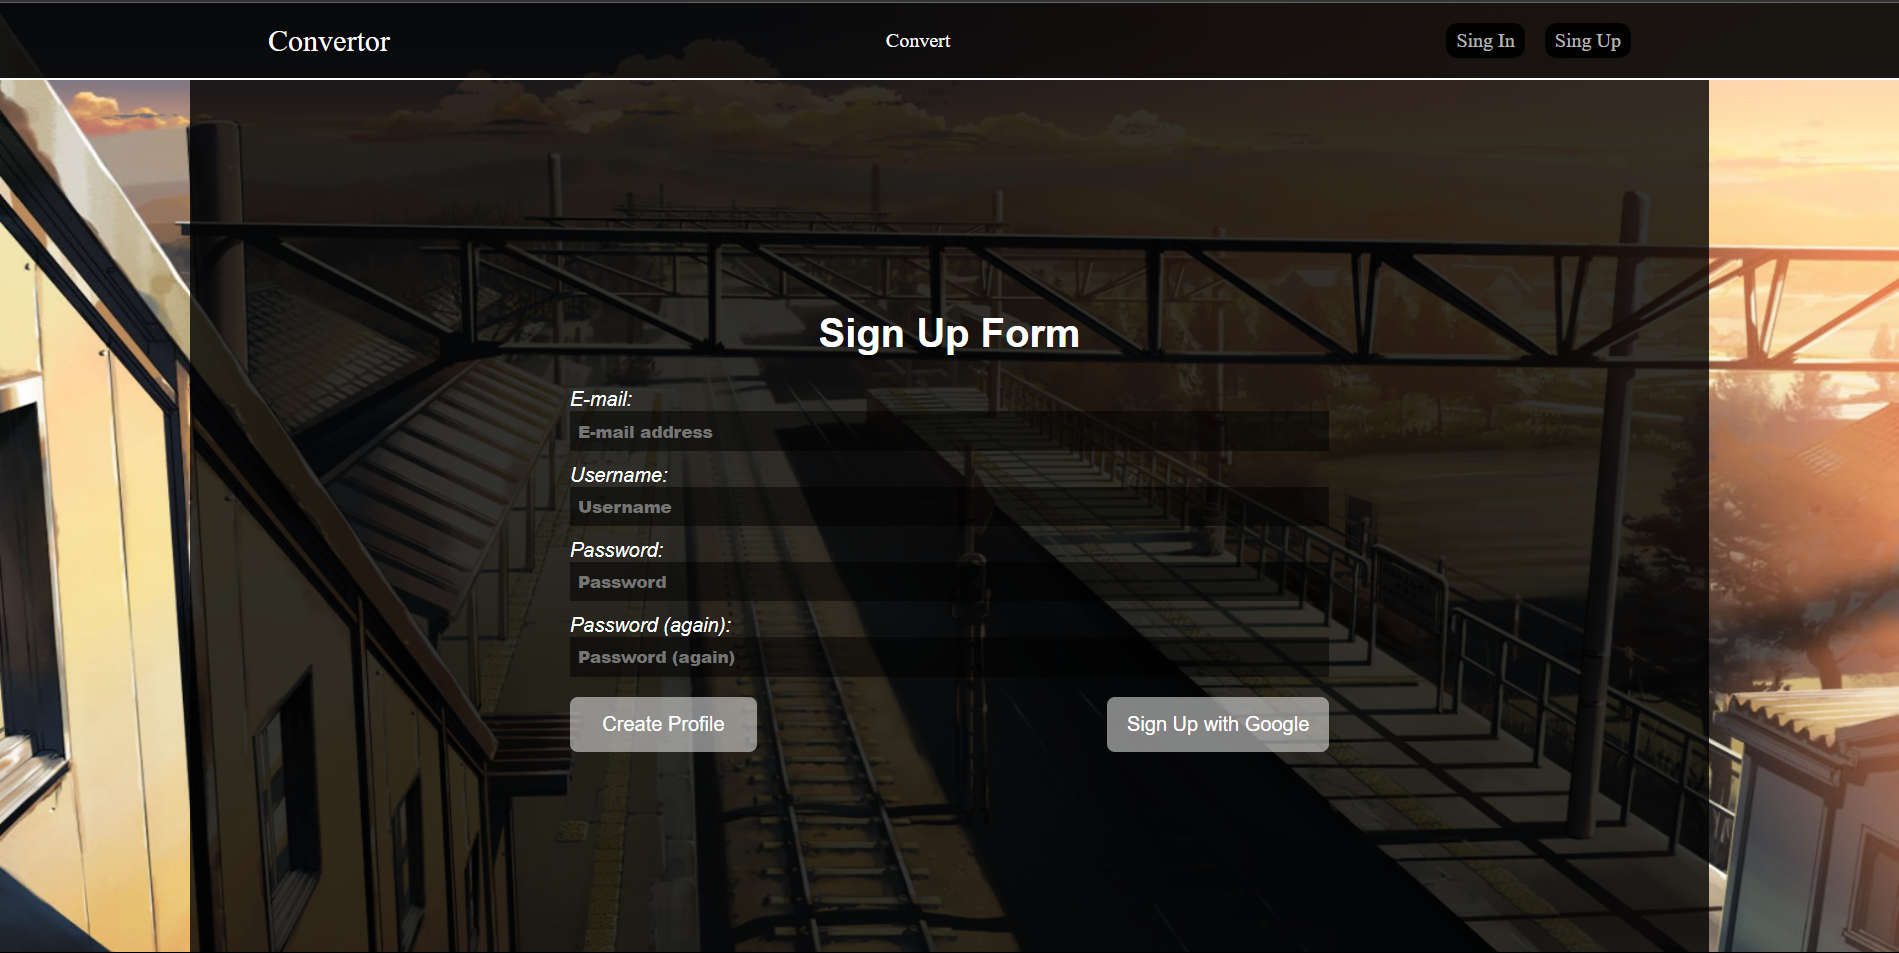 Convertor
Convert
Sing In
Sing Up
Sign Up Form
E-mail:
E-mail address
Username:
Username
Password:
Password
Password (again):
Password (again)
Create Profile
Sign Up with Google